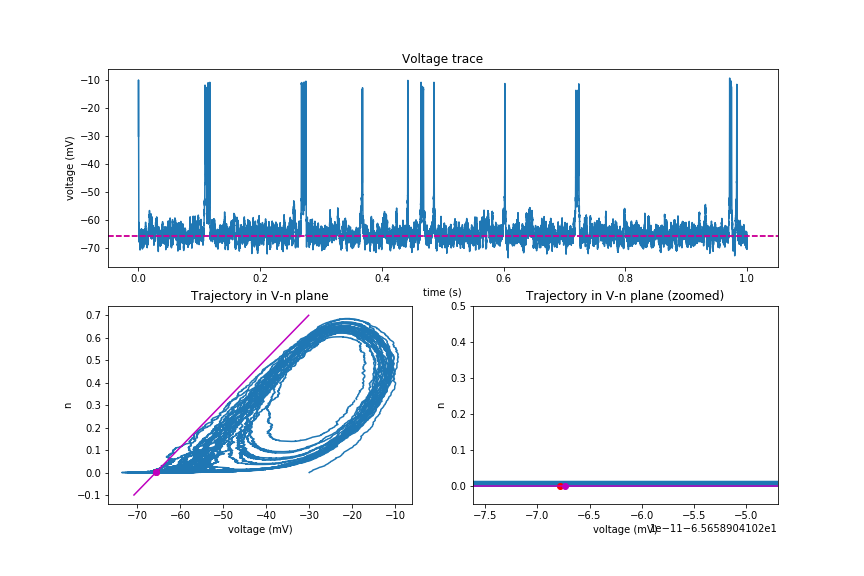 Voltage trace
voltage (mV)
−10
−20
−30
−40
−50
−60
−70
0.0 0.2 0.4 0.6 0.8 1.0
time (s)
Trajectory in V-n plane
n
0.7
0.6
0.5
0.4
0.3
0.2
0.1
0.0
−0.1
−70 −60 −50 −40 −30 −20 −10
voltage (mV)
Trajectory in V-n plane (zoomed)
n
0.5
0.4
0.3
0.2
0.1
0.0
−7.5 −7.0 −6.5 −6.0 −5.5 −5.0
voltage (mV)
1e−11−6.5658904102e1